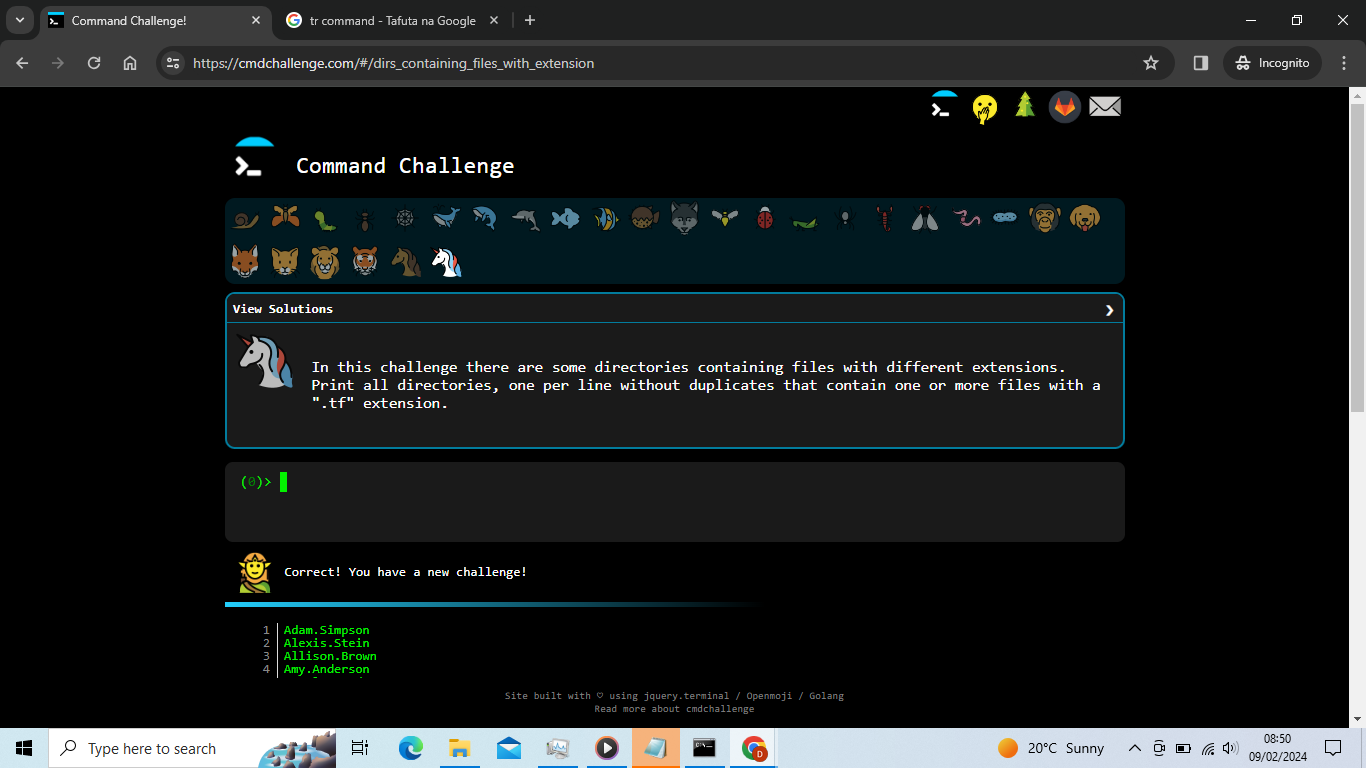 Command Challenge!
tr command - Tafuta na Google
https://cmdchallenge.com/#/dirs_containing_files_with_extension
Incognito
Command Challenge
View Solutions
In this challenge there are some directories containing files with different extensions.
Print all directories, one per line without duplicates that contain one or more files with a
".tf" extension.
(0)>
Correct! You have a new challenge!
1 Adam.Simpson
2 Alexis.Stein
3 Allison.Brown
4 Amy.Anderson
Site built with ♡ using jquery.terminal / Openmoji / Golang
Read more about cmdchallenge
Type here to search
20°C Sunny
08:50
09/02/2024